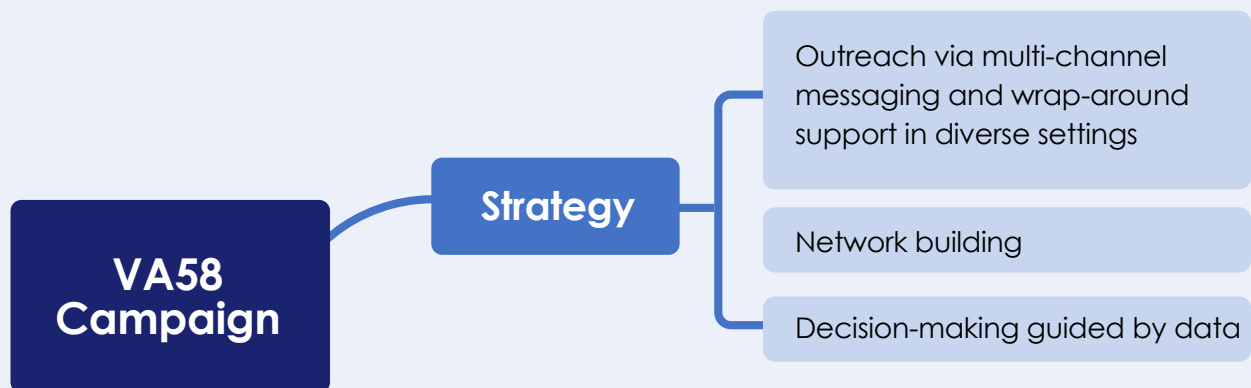 VA58
Campaign
Strategy
Outreach via multi-channel
messaging and wrap-around
support in diverse settings
Network building
Decision-making guided by data